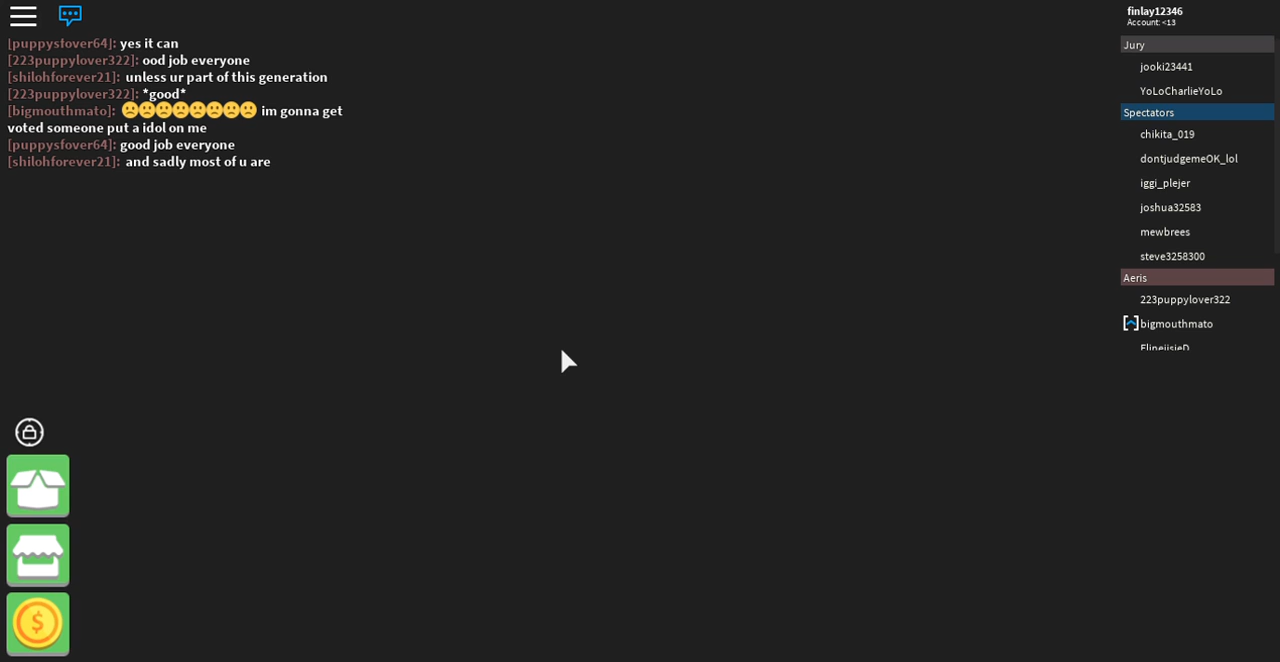 [puppysfover64]: yes it can
[223puppylover322]: ood job everyone
[shilohforever21]: unless ur part of this generation
[223puppylover322]: *good*
[bigmouthmato]: 🙁🙁🙁🙁🙁🙁🙁🙁 im gonna get
voted someone put a idol on me
[puppysfover64]: good job everyone
[shilohforever21]: and sadly most of u are
finlay12346
Account: <13
Jury
jooki23441
YoLoCharlieYoLo
Spectators
chikita_019
dontjudgemeOK_lol
iggi_plejer
joshua32583
mewbrees
steve3258300
Aeris
223puppylover322
bigmouthmato
$